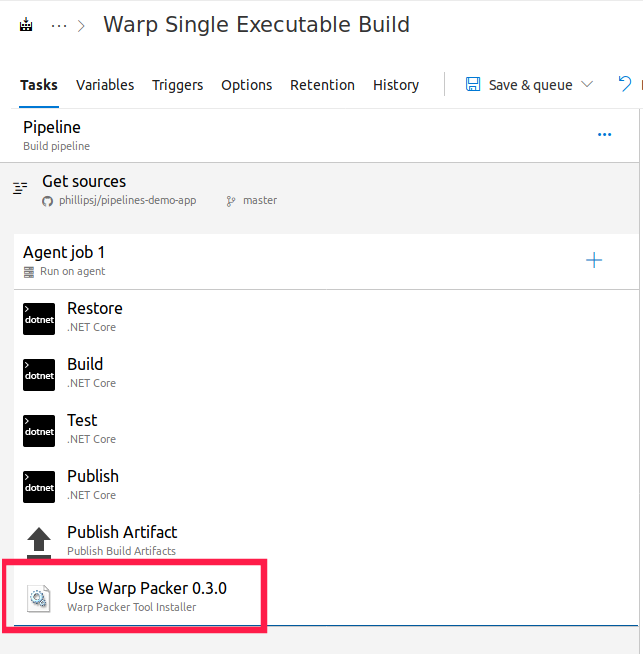 ... > Warp Single Executable Build
Tasks Variables Triggers Options Retention History Save & queue
Pipeline
Build pipeline
...
Get sources
phillipsj/pipelines-demo-app master
Agent job 1
Run on agent
+
dotnet
Restore
.NET Core
dotnet
Build
.NET Core
dotnet
Test
.NET Core
dotnet
Publish
.NET Core
Publish Artifact
Publish Build Artifacts
Use Warp Packer 0.3.0
Warp Packer Tool Installer